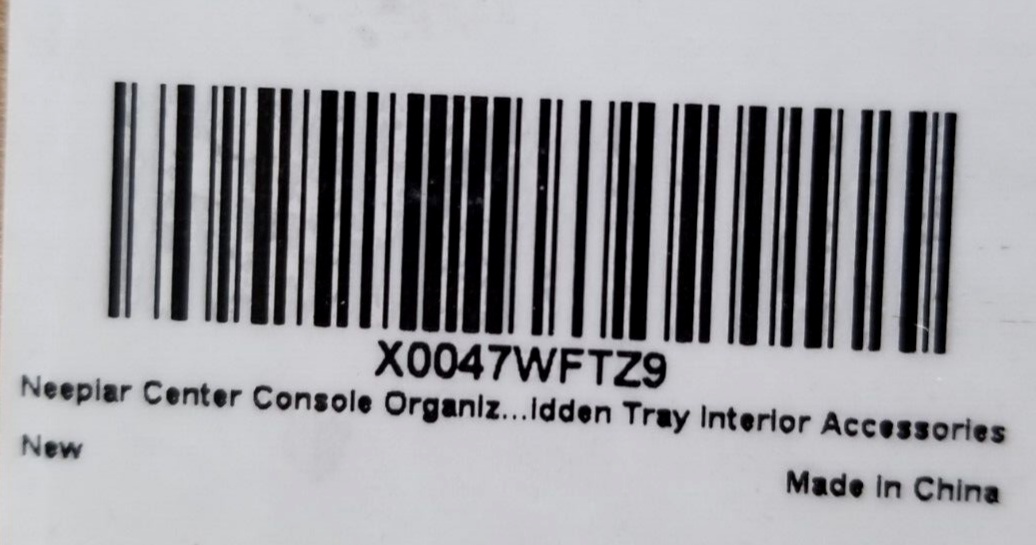 X0047WFTZ9
Neepiar Center Console Organiz...idden Tray Interior Accessories
New
Made in China